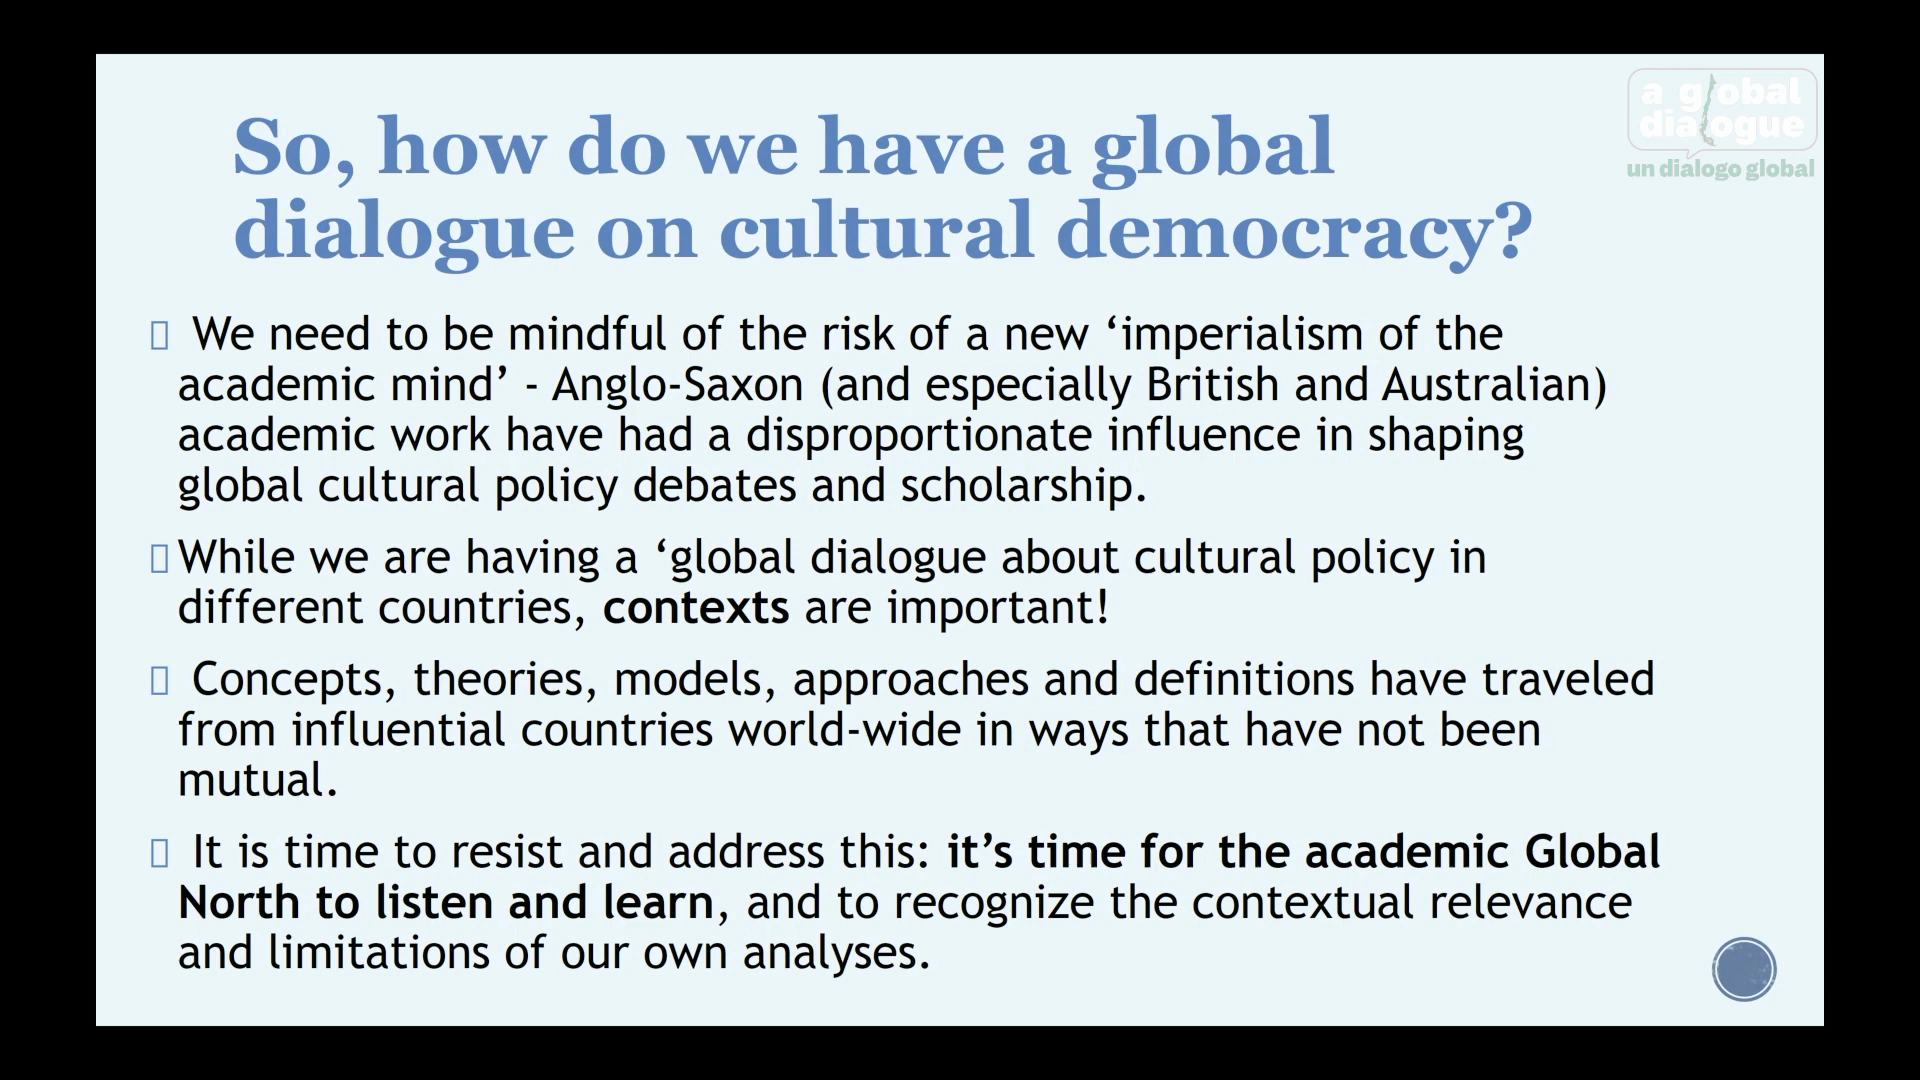 So, how do we have a global
dialogue on cultural democracy?
a global
dialogue
un dialogo global
We need to be mindful of the risk of a new ‘imperialism of the
academic mind’ - Anglo-Saxon (and especially British and Australian)
academic work have had a disproportionate influence in shaping
global cultural policy debates and scholarship.
While we are having a ‘global dialogue about cultural policy in
different countries, contexts are important!
Concepts, theories, models, approaches and definitions have traveled
from influential countries world-wide in ways that have not been
mutual.
It is time to resist and address this: it’s time for the academic Global
North to listen and learn, and to recognize the contextual relevance
and limitations of our own analyses.